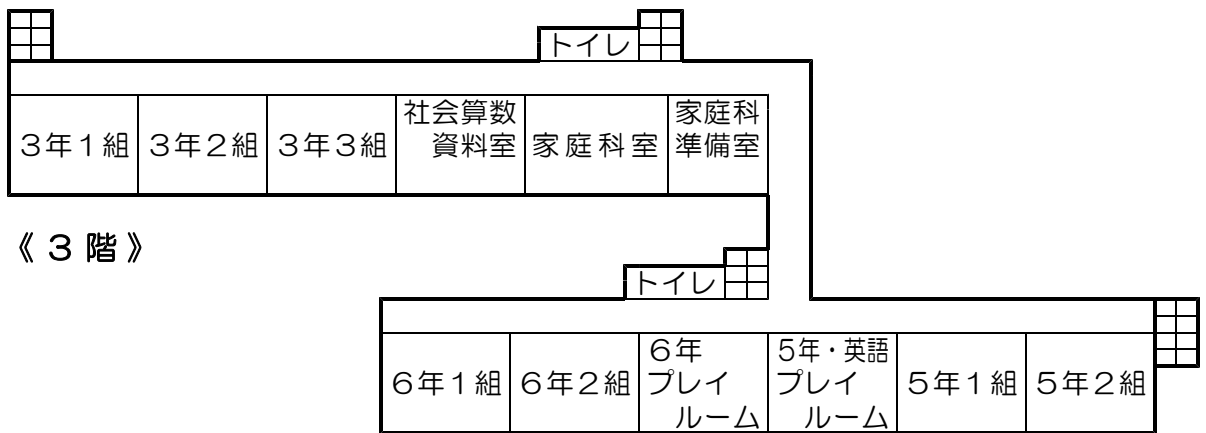 トイレ
3年1組
3年2組
3年3組
社会算数
資料室
家庭科室
家庭科
準備室
《3階》
トイレ
6年1組
6年2組
6年
プレイ
ルーム
5年・英語
プレイ
ルーム
5年1組
5年2組